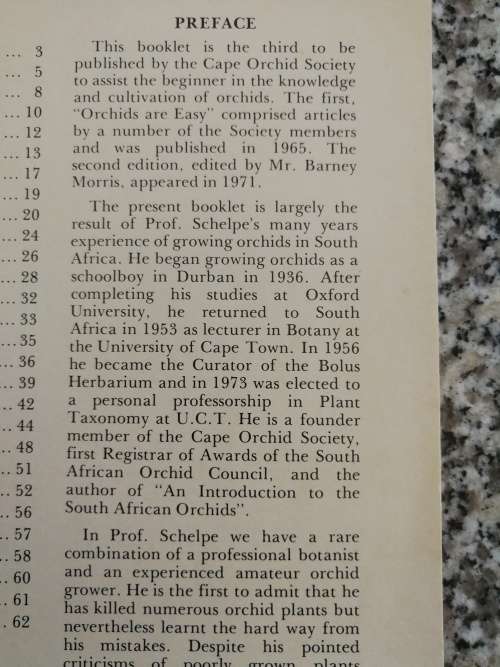 ... 3
... 5
... 8
... 10
... 12
... 13
... 17
... 19
... 20
... 24
... 26
... 28
... 32
... 33
... 35
... 36
... 39
.. 42
.. 44
.. 48
.. 51
.. 52
.. 56
.. 57
.. 58
.. 60
.. 61
.. 62
PREFACE
This booklet is the third to be
published by the Cape Orchid Society
to assist the beginner in the knowledge
and cultivation of orchids. The first,
"Orchids are Easy" comprised articles
by a number of the Society members
and was published in 1965. The
second edition, edited by Mr. Barney
Morris, appeared in 1971.
The present booklet is largely the
result of Prof. Schelpe's many years
experience of growing orchids in South
Africa. He began growing orchids as a
schoolboy in Durban in 1936. After
completing his studies at Oxford
University, he returned to South
Africa in 1953 as lecturer in Botany at
the University of Cape Town. In 1956
he became the Curator of the Bolus
Herbarium and in 1973 was elected to
a personal professorship in Plant
Taxonomy at U.C.T. He is a founder
member of the Cape Orchid Society,
first Registrar of Awards of the South
African Orchid Council, and the
author of "An Introduction to the
South African Orchids".
In Prof. Schelpe we have a rare
combination of a professional botanist
and an experienced amateur orchid
grower. He is the first to admit that he
has killed numerous orchid plants but
nevertheless learnt the hard way from
his mistakes. Despite his pointed
criticisms of poorly grown plants